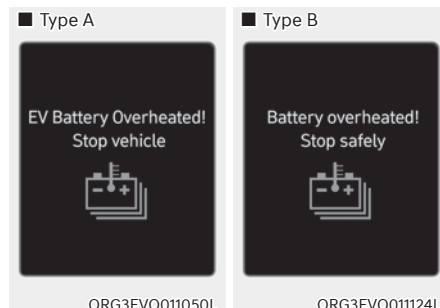 ■ Type A
EV Battery Overheated!
Stop vehicle
ORG3EVQ011050L
■ Type B
Battery overheated!
Stop safely
ORG3EVQ011124L